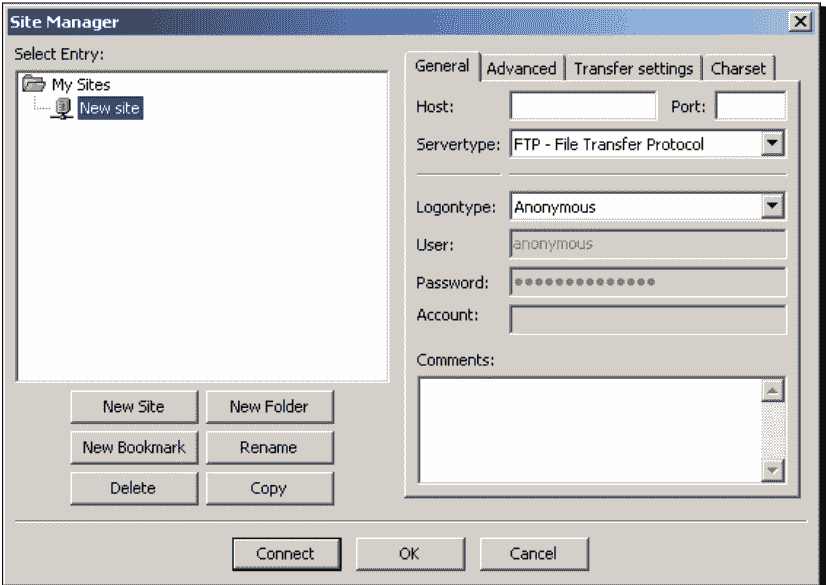 Site Manager
Select Entry:
My Sites
New site
New Site
New Folder
New Bookmark
Rename
Delete
Copy
General
Advanced
Transfer settings
Charset
Host:
Port:
Servertype:
FTP - File Transfer Protocol
Logontype:
Anonymous
User:
anonymous
Password:
●●●●●●●●●●●●●●
Account:
Comments:
Connect
OK
Cancel